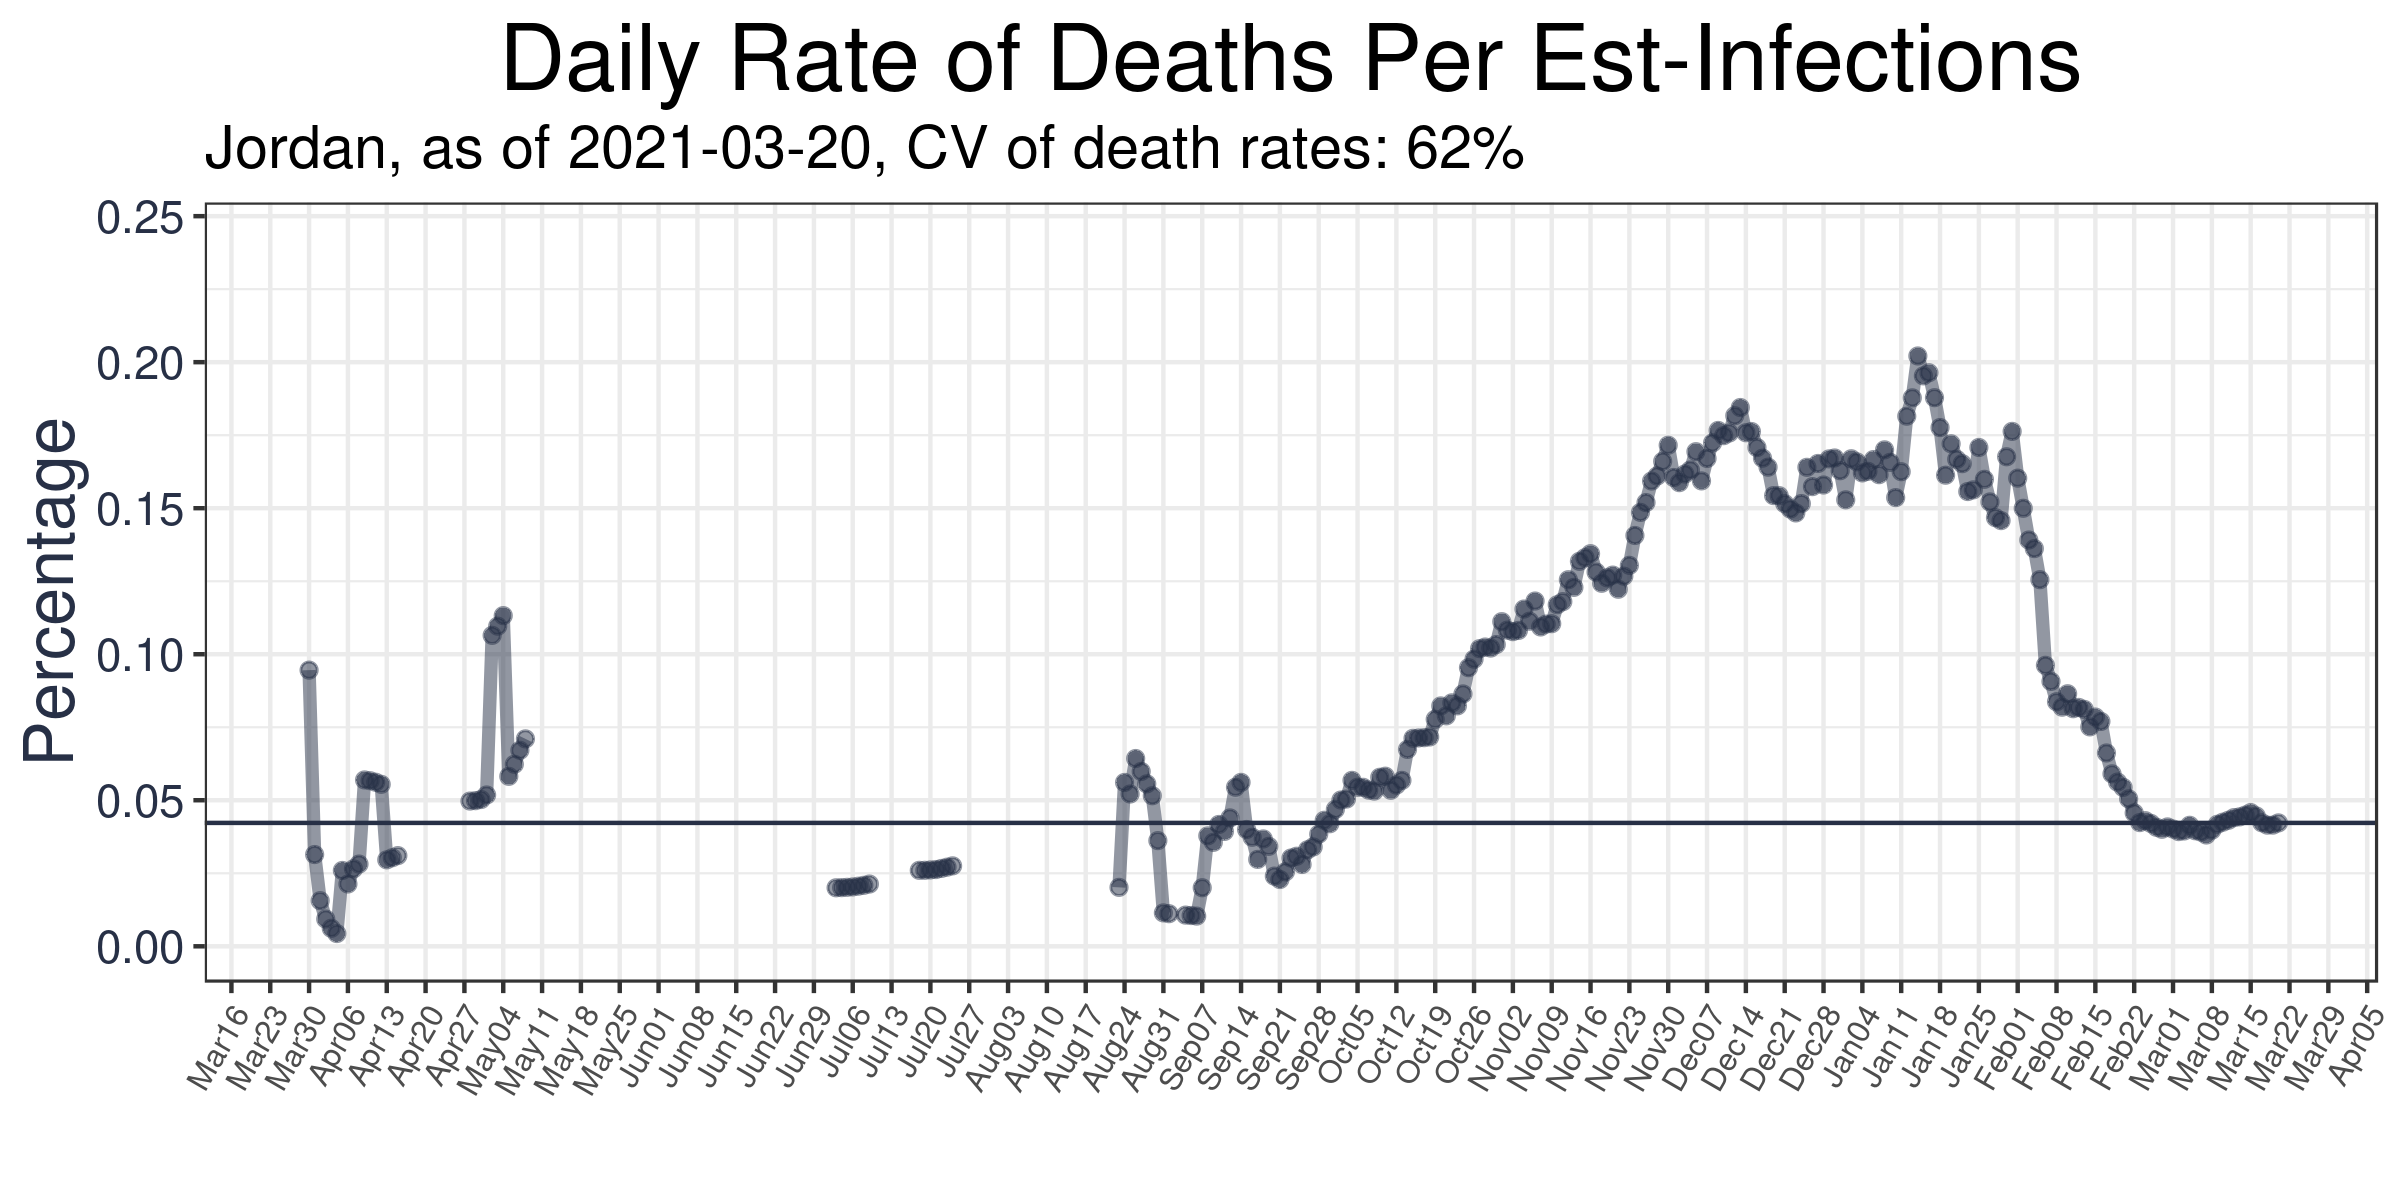 Daily Rate of Deaths Per Est-Infections
Jordan, as of 2021-03-20, CV of death rates: 62%
Percentage
0.25
0.20
0.15
0.10
0.05
0.00
Mar16
Mar23
Mar30
Apr06
Apr13
Apr20
Apr27
May04
May11
May18
May25
Jun01
Jun08
Jun15
Jun22
Jun29
Jul06
Jul13
Jul20
Jul27
Aug03
Aug10
Aug17
Aug24
Aug31
Sep07
Sep14
Sep21
Sep28
Oct05
Oct12
Oct19
Oct26
Nov02
Nov09
Nov16
Nov23
Nov30
Dec07
Dec14
Dec21
Dec28
Jan04
Jan11
Jan18
Jan25
Feb01
Feb08
Feb15
Feb22
Mar01
Mar08
Mar15
Mar22
Mar29
Apr05